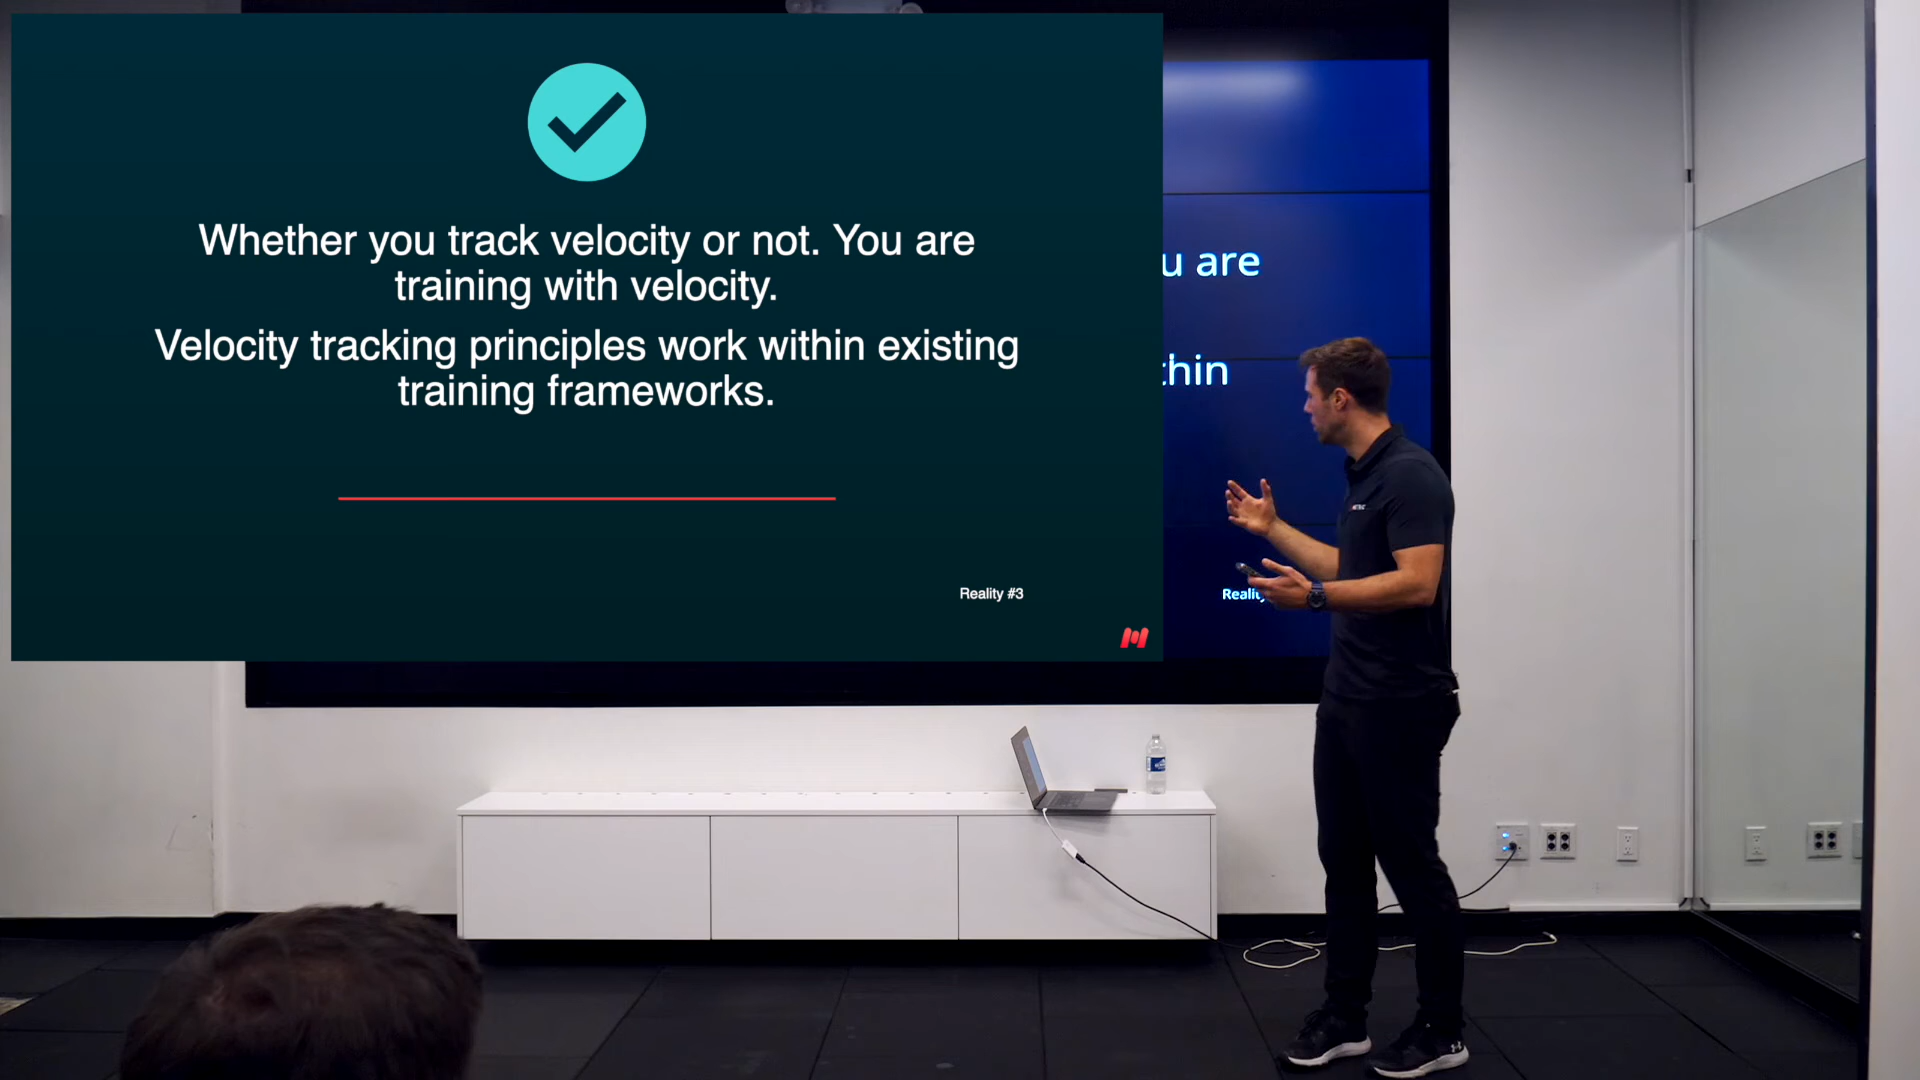 Whether you track velocity or not. You are
training with velocity.
Velocity tracking principles work within existing
training frameworks.
Reality #3
u are
thin
Reality